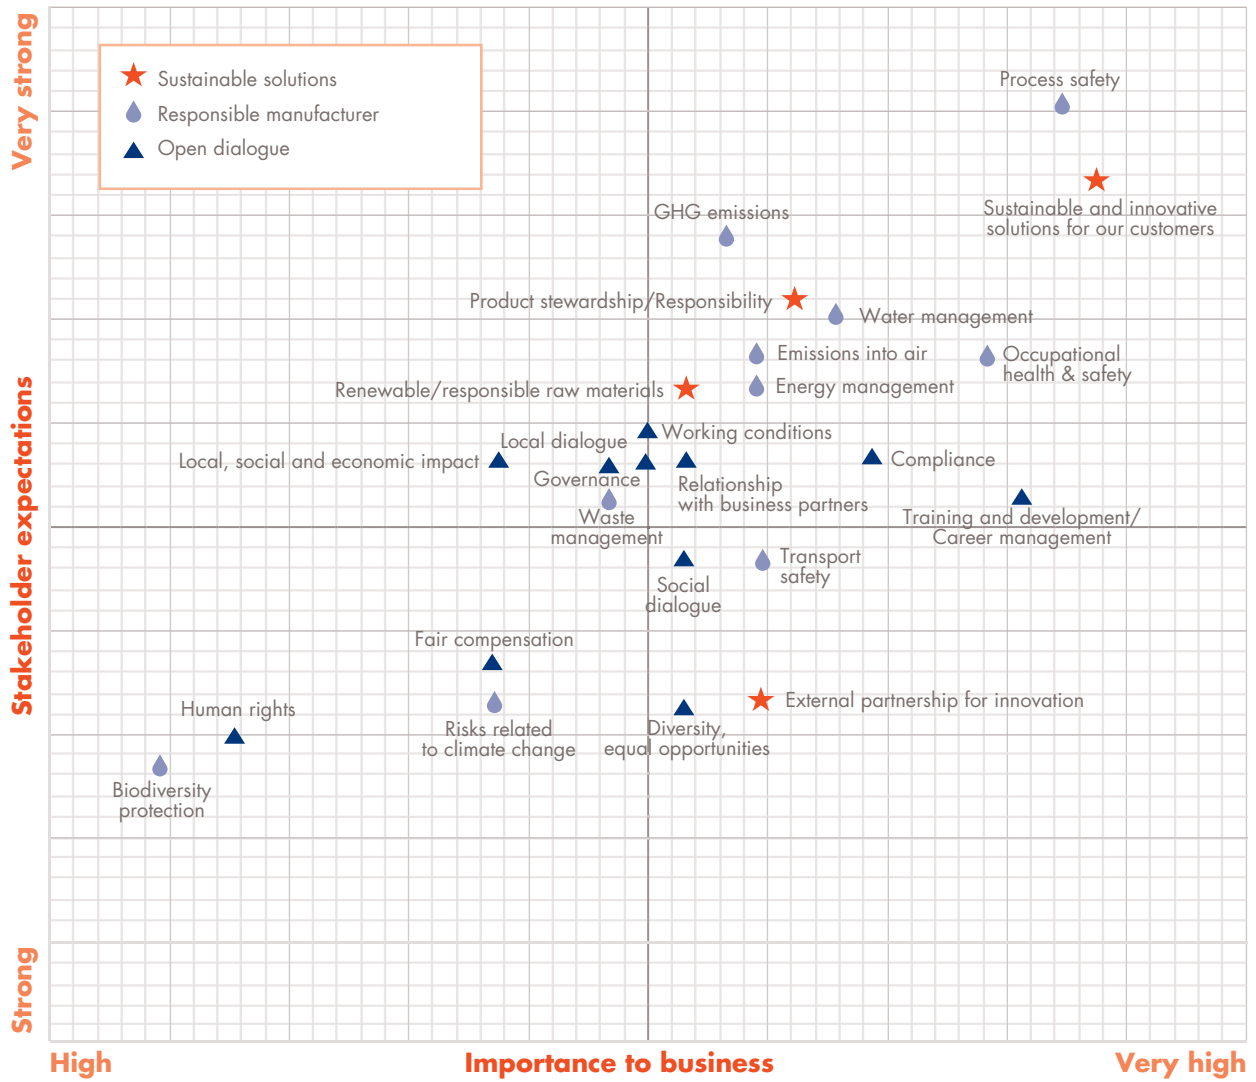 Very strong
Sustainable solutions
Responsible manufacturer
Open dialogue
Process safety
Sustainable and innovative
solutions for our customers
GHG emissions
Product stewardship/Responsibility
Water management
Emissions into air
Occupational
health & safety
Energy management
Renewable/responsible raw materials
Working conditions
Local dialogue
Local, social and economic impact
Compliance
Governance
Relationship
with business partners
Waste
management
Training and development/
Career management
Transport
safety
Social
dialogue
Stakeholder expectations
Fair compensation
External partnership for innovation
Human rights
Risks related
to climate change
Diversity,
equal opportunities
Biodiversity
protection
Strong
High
Importance to business
Very high